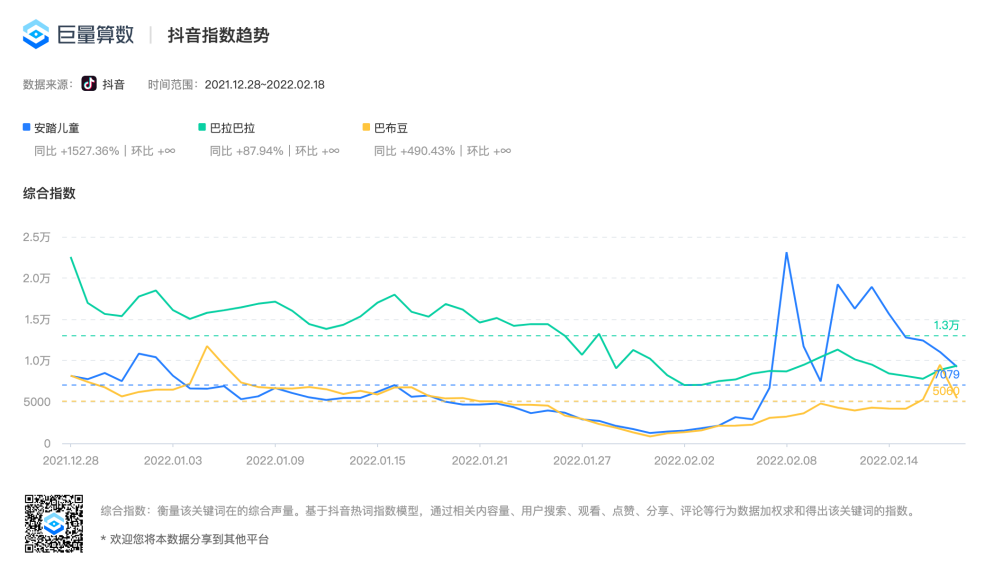 巨量算数 | 抖音指数趋势
数据来源： 抖音 时间范围： 2021.12.28~2022.02.18
安踏儿童 巴拉巴拉 巴布豆
同比 +1527.36% | 环比 +∞ 同比 +87.94% | 环比 +∞ 同比 +490.43% | 环比 +∞
综合指数
2.5万
2.0万
1.5万
1.3万
1.0万
7079
5000
5060
0
2021.12.28 2022.01.03 2022.01.09 2022.01.15 2022.01.21 2022.01.27 2022.02.02 2022.02.08 2022.02.14
综合指数：衡量该关键词在的综合声量。基于抖音热词指数模型，通过相关内容量、用户搜索、观看、点赞、分享、评论等行为数据加权求和得出该关键词的指数。
* 欢迎您将本数据分享到其他平台